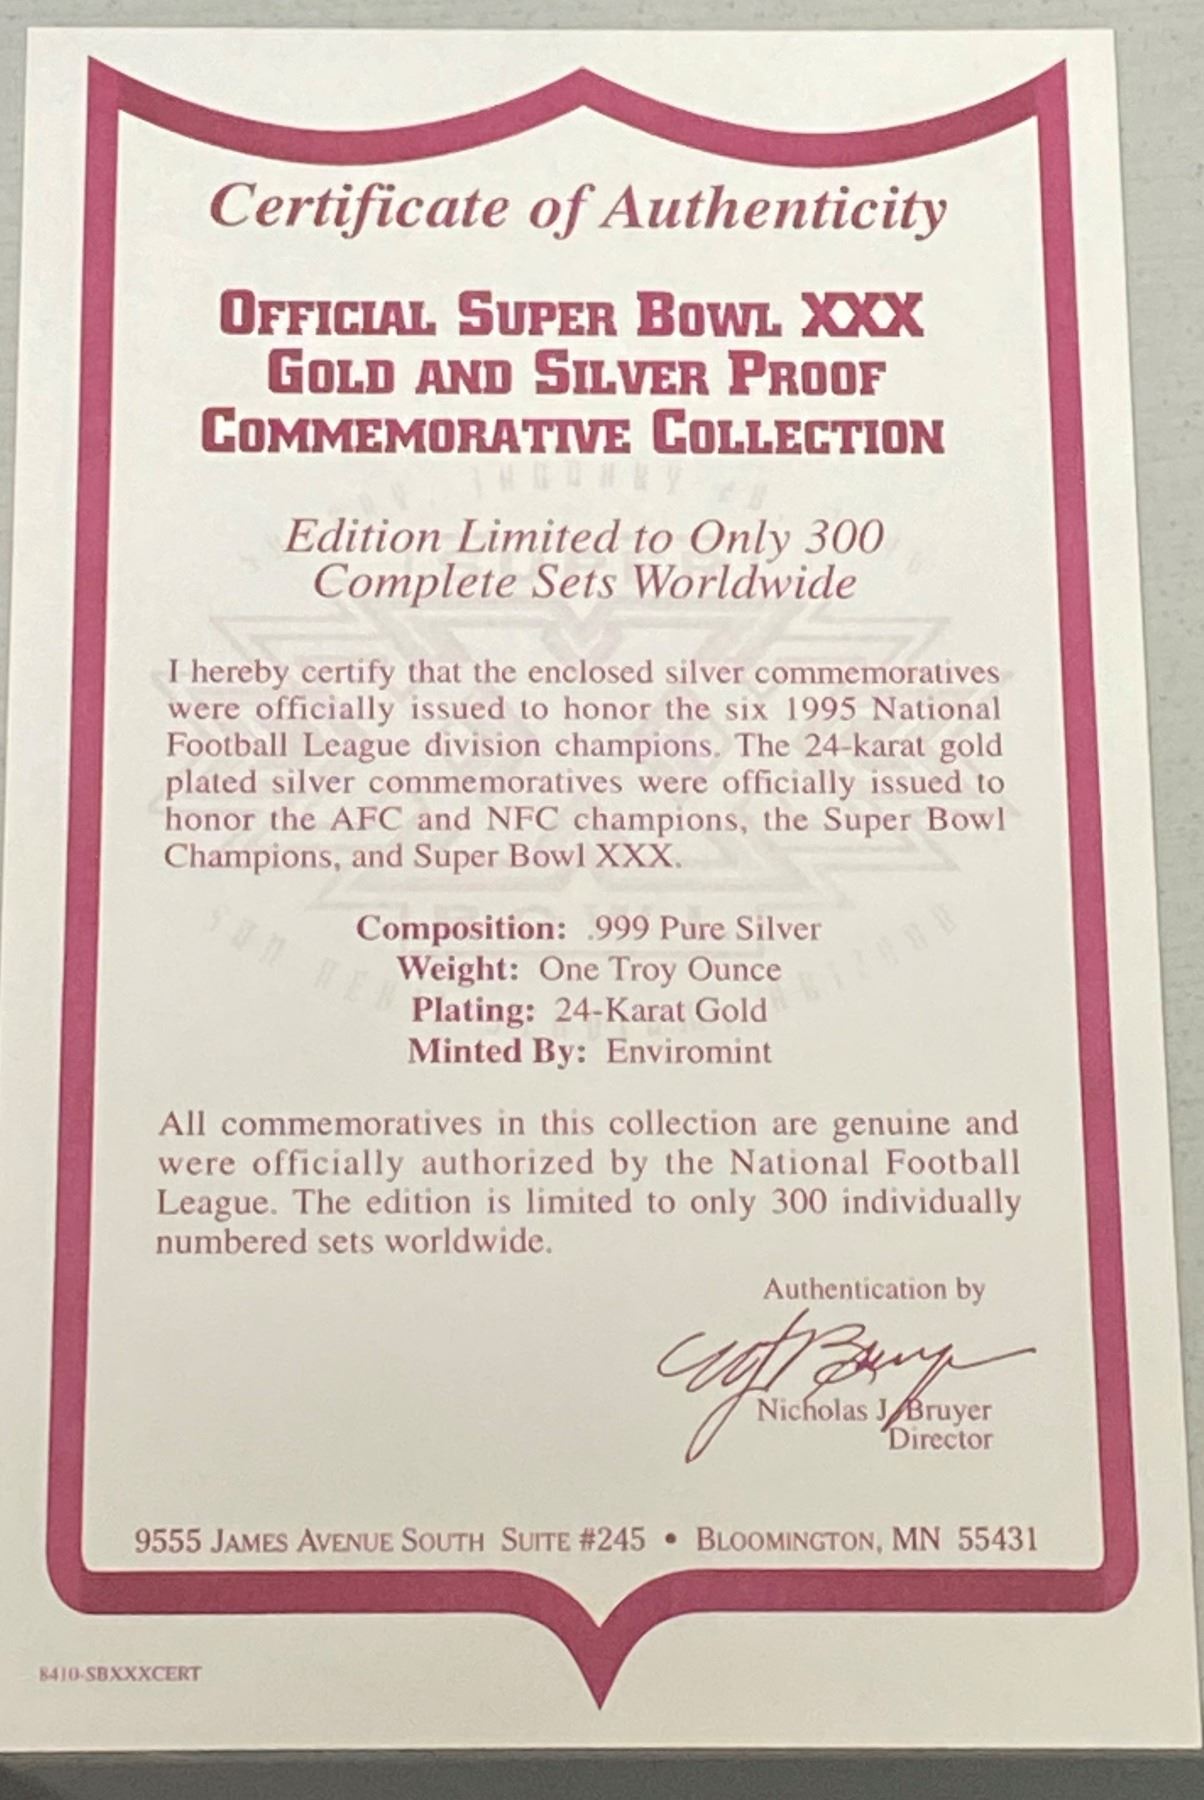 Certificate of Authenticity
OFFICIAL SUPER BOWL XXX
GOLD AND SILVER PROOF
COMMEMORATIVE COLLECTION
Edition Limited to Only 300
Complete Sets Worldwide
I hereby certify that the enclosed silver commemoratives
were officially issued to honor the six 1995 National
Football League division champions. The 24-karat gold
plated silver commemoratives were officially issued to
honor the AFC and NFC champions, the Super Bowl
Champions, and Super Bowl XXX.
Composition: .999 Pure Silver
Weight: One Troy Ounce
Plating: 24-Karat Gold
Minted By: Enviromint
All commemoratives in this collection are genuine and
were officially authorized by the National Football
League. The edition is limited to only 300 individually
numbered sets worldwide.
Authentication by
Nicholas J. Bruyer
Director
9555 JAMES AVENUE SOUTH SUITE #245 • BLOOMINGTON, MN 55431
8410-SBXXXCERT